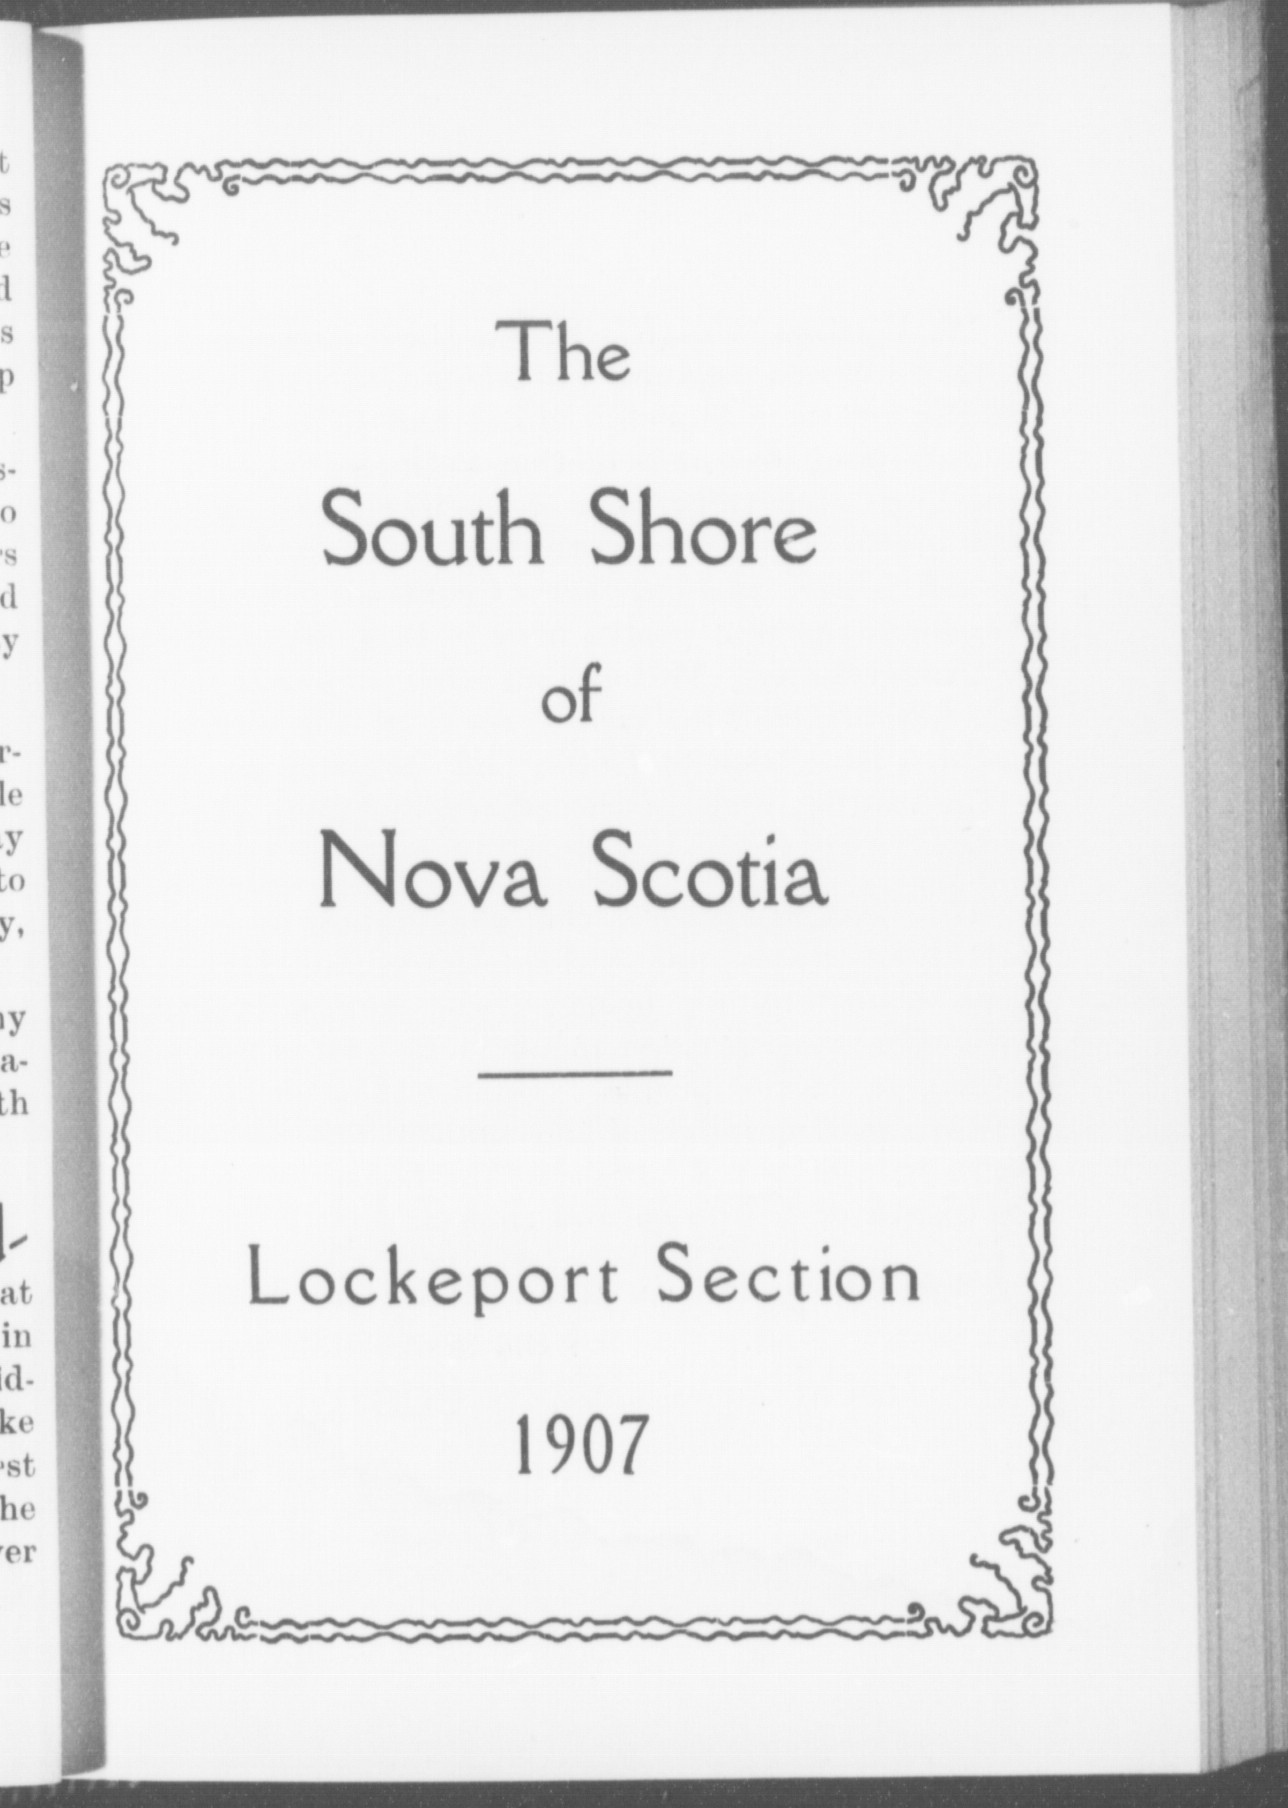 The
South Shore
of
Nova Scotia
Lockeport Section
1907